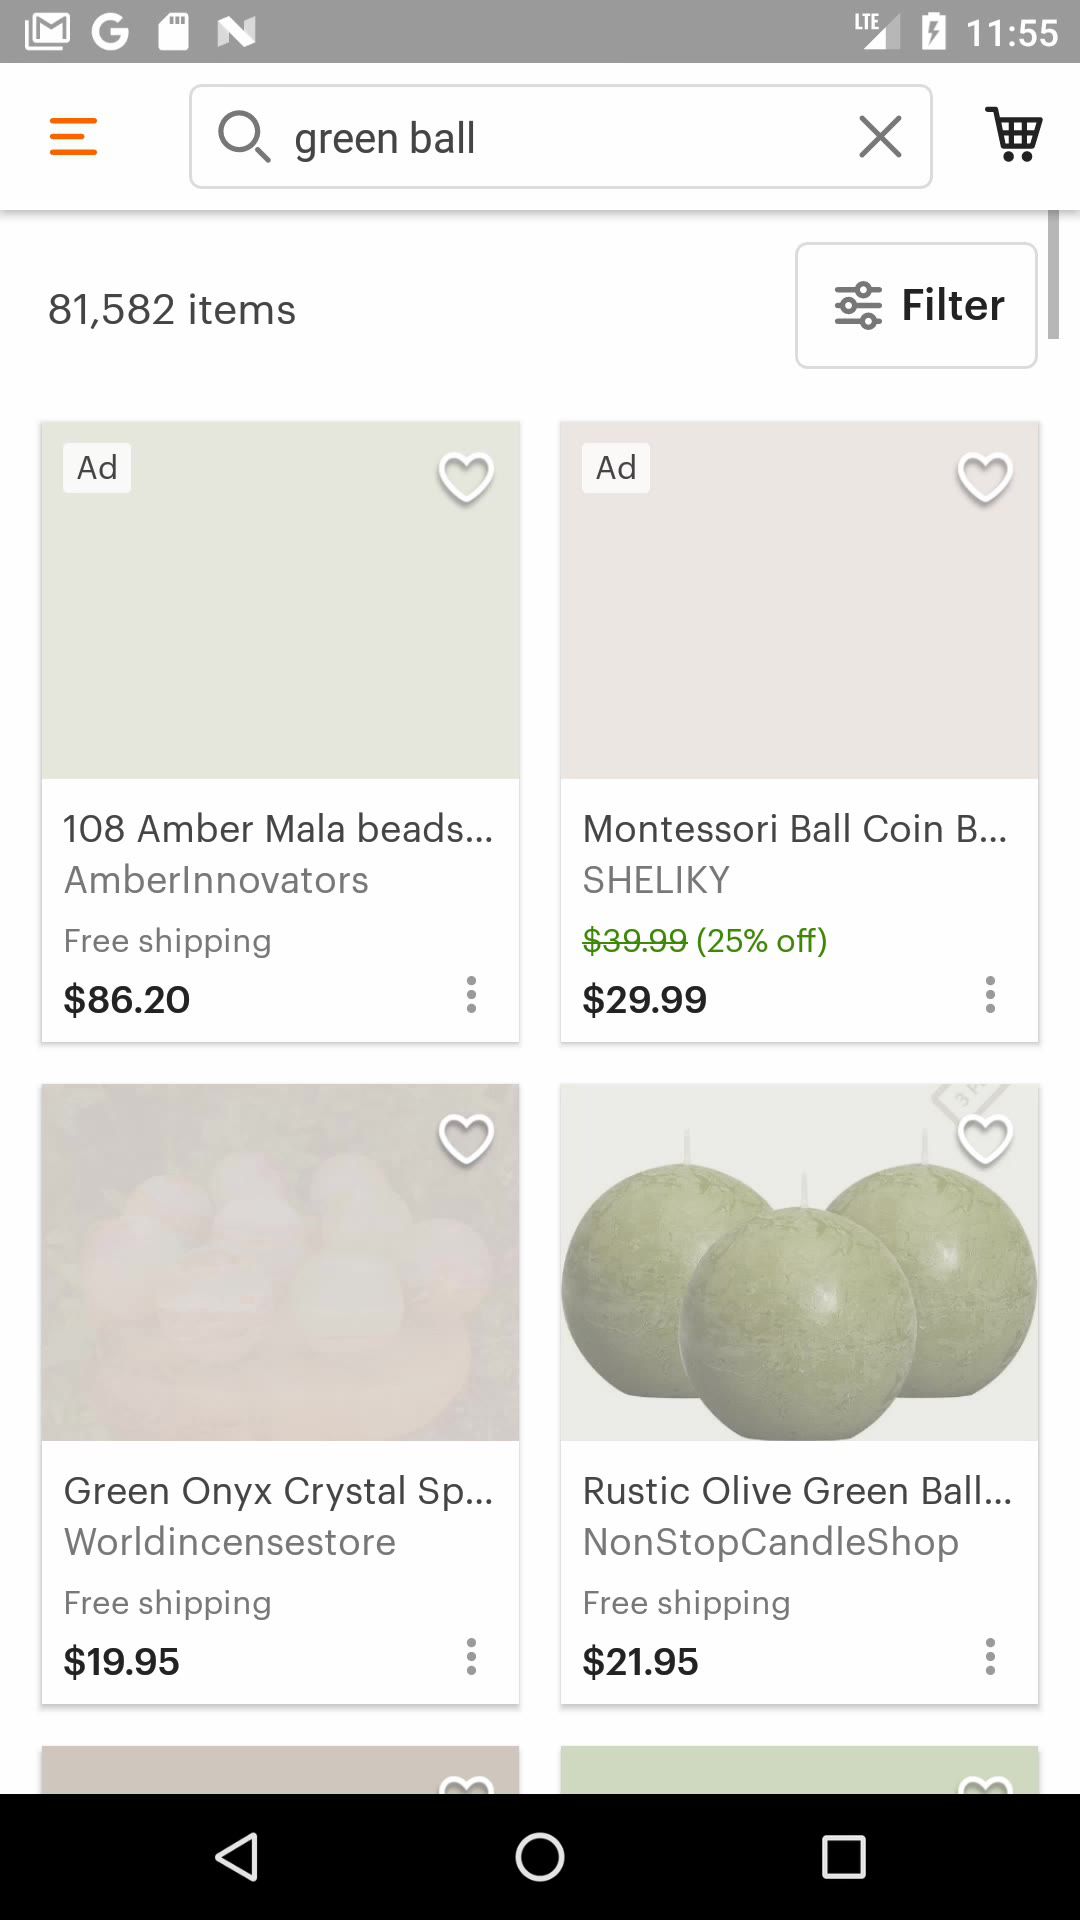 LTE 11:55
green ball
81,582 items
Filter
Ad
Ad
108 Amber Mala beads...
AmberInnovators
Free shipping
$86.20
Montessori Ball Coin B...
SHELIKY
$39.99 (25% off)
$29.99
Green Onyx Crystal Sp...
Worldincensestore
Free shipping
$19.95
Rustic Olive Green Ball...
NonStopCandleShop
Free shipping
$21.95